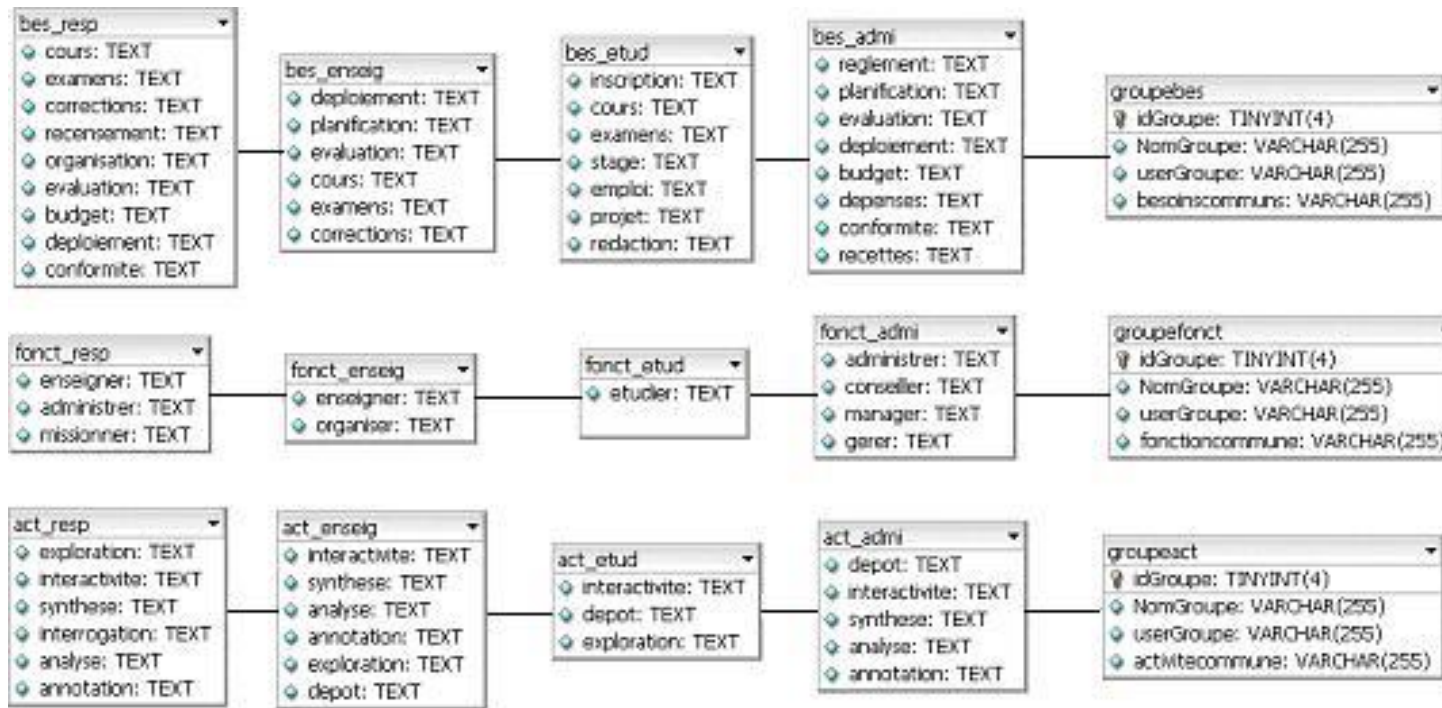 bes_resp
cours: TEXT
examens: TEXT
corrections: TEXT
recensement: TEXT
organisation: TEXT
evaluation: TEXT
budget: TEXT
deploiement: TEXT
conformite: TEXT
bes_enseig
deploiement: TEXT
planification: TEXT
evaluation: TEXT
cours: TEXT
examens: TEXT
corrections: TEXT
bes_etud
inscription: TEXT
cours: TEXT
examens: TEXT
stage: TEXT
emploi: TEXT
projet: TEXT
redaction: TEXT
bes_admi
reglement: TEXT
planification: TEXT
evaluation: TEXT
deploiement: TEXT
budget: TEXT
depenses: TEXT
conformite: TEXT
recettes: TEXT
groupebes
idGroupe: TINYINT(4)
NomGroupe: VARCHAR(255)
userGroupe: VARCHAR(255)
besoinscommuns: VARCHAR(255)
fonct_resp
enseigner: TEXT
administrer: TEXT
missionner: TEXT
fonct_enseig
enseigner: TEXT
organiser: TEXT
fonct_etud
etudier: TEXT
fonct_admi
administrer: TEXT
conseiller: TEXT
manager: TEXT
gerer: TEXT
groupefonct
idGroupe: TINYINT(4)
NomGroupe: VARCHAR(255)
userGroupe: VARCHAR(255)
fonctioncommune: VARCHAR(255)
act_resp
exploration: TEXT
interactivite: TEXT
synthese: TEXT
interrogation: TEXT
analyse: TEXT
annotation: TEXT
act_enseig
interactivite: TEXT
synthese: TEXT
analyse: TEXT
annotation: TEXT
exploration: TEXT
depot: TEXT
act_etud
interactivite: TEXT
depot: TEXT
exploration: TEXT
act_admi
depot: TEXT
interactivite: TEXT
synthese: TEXT
analyse: TEXT
annotation: TEXT
groupeact
idGroupe: TINYINT(4)
NomGroupe: VARCHAR(255)
userGroupe: VARCHAR(255)
activitecommune: VARCHAR(255)